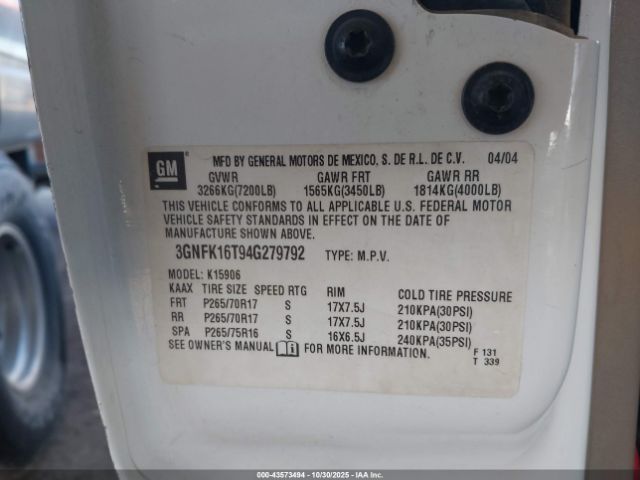 GM
MFD BY GENERAL MOTORS DE MEXICO, S. DE R.L. DE C.V. 04/04
GVWR GAWR FRT GAWR RR
3266KG(7200LB) 1565KG(3450LB) 1814KG(4000LB)
THIS VEHICLE CONFORMS TO ALL APPLICABLE U.S. FEDERAL MOTOR
VEHICLE SAFETY STANDARDS IN EFFECT ON THE DATE OF
MANUFACTURE SHOWN ABOVE.
3GNFK16T94G279792 TYPE: M.P.V.
MODEL: K15906
KAAX TIRE SIZE SPEED RTG RIM COLD TIRE PRESSURE
FRT P265/70R17 S 17X7.5J 210KPA(30PSI)
RR P265/70R17 S 17X7.5J 210KPA(30PSI)
SPA P265/75R16 S 16X6.5J 240KPA(35PSI)
SEE OWNER'S MANUAL i FOR MORE INFORMATION.
F 131
T 339
00-43573494 | 10/30/2025 | IAA Inc.